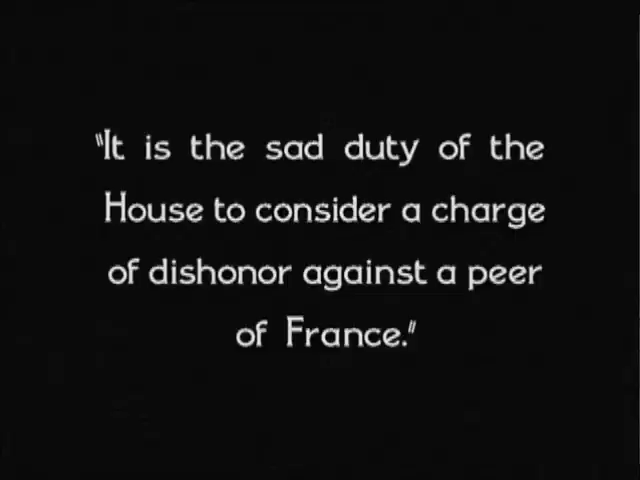 "It is the sad duty of the
House to consider a charge
of dishonor against a peer
of France."